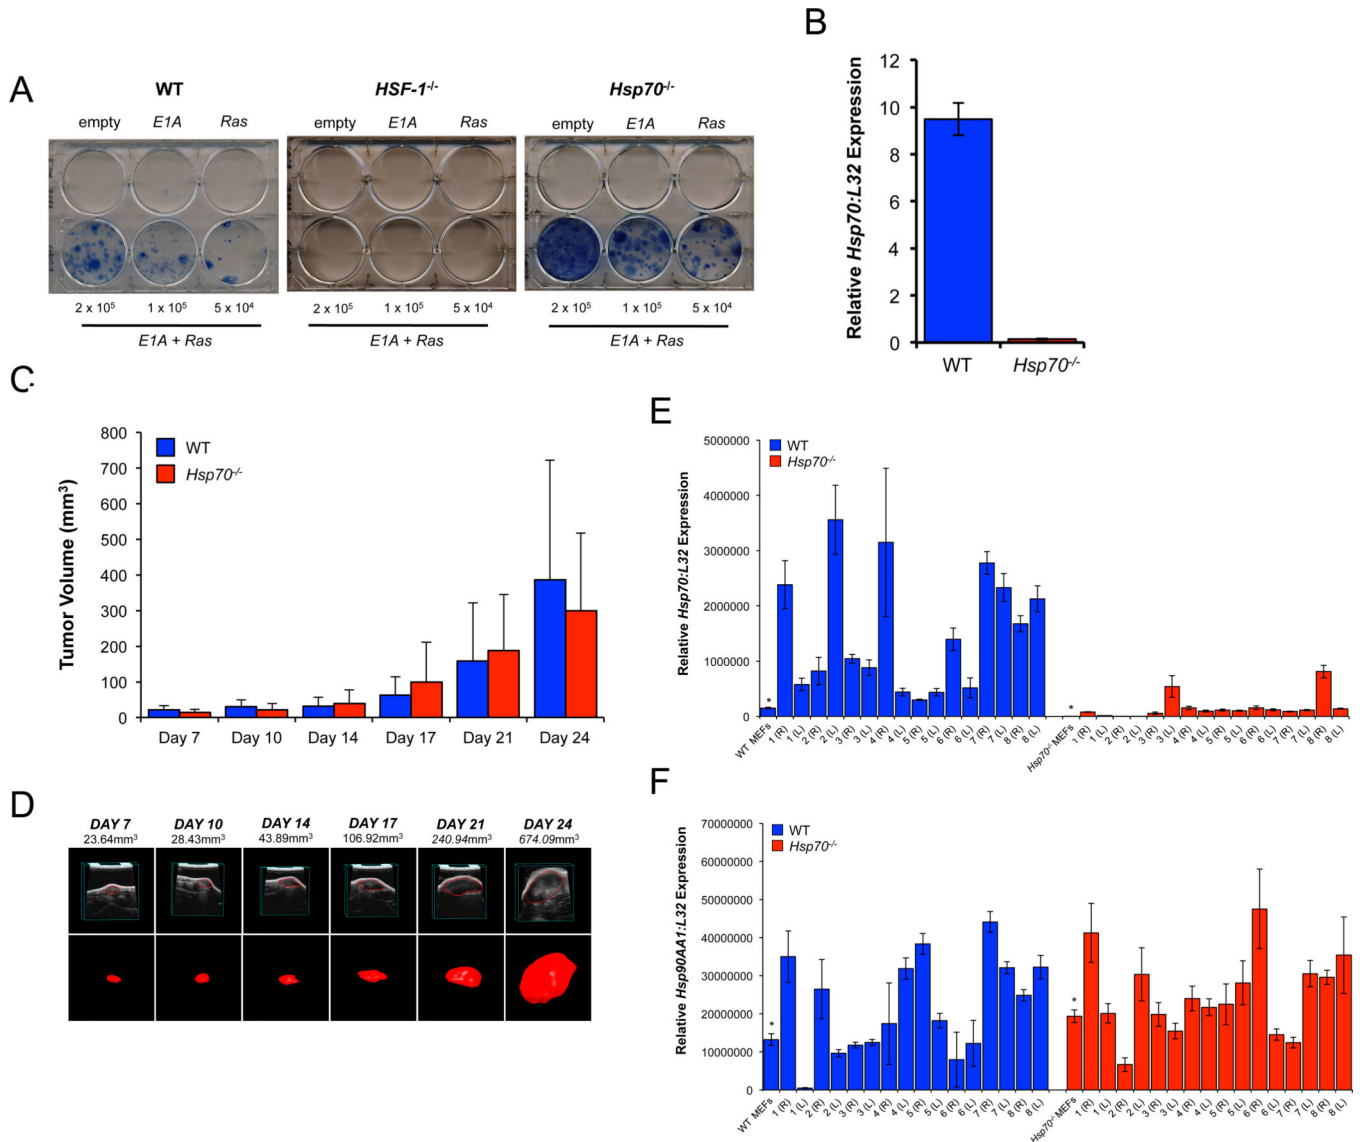 A
WT
HSF-1-/-
Hsp70-/-
empty E1A Ras
empty E1A Ras
empty E1A Ras
2 x 10⁵ 1 x 10⁵ 5 x 10⁴
2 x 10⁵ 1 x 10⁵ 5 x 10⁴
2 x 10⁵ 1 x 10⁵ 5 x 10⁴
E1A + Ras
E1A + Ras
E1A + Ras
B
Relative Hsp70:L32 Expression
12
10
8
6
4
2
0
WT Hsp70-/-
C
Tumor Volume (mm³)
800
700
600
500
400
300
200
100
0
WT
Hsp70-/-
Day 7 Day 10 Day 14 Day 17 Day 21 Day 24
D
DAY 7 DAY 10 DAY 14 DAY 17 DAY 21 DAY 24
23.64mm³ 28.43mm³ 43.89mm³ 106.92mm³ 240.94mm³ 674.09mm³
E
Relative Hsp70:L32 Expression
5000000
4000000
3000000
2000000
1000000
0
WT
Hsp70-/-
* *
WT MEFs 1 (R) 1 (L) 2 (R) 2 (L) 3 (R) 3 (L) 4 (R) 4 (L) 5 (R) 5 (L) 6 (R) 6 (L) 7 (R) 7 (L) 8 (R) 8 (L)
Hsp70-/- MEFs 1 (R) 1 (L) 2 (R) 2 (L) 3 (R) 3 (L) 4 (R) 4 (L) 5 (R) 5 (L) 6 (R) 6 (L) 7 (R) 7 (L) 8 (R) 8 (L)
F
Relative Hsp90AA1:L32 Expression
70000000
60000000
50000000
40000000
30000000
20000000
10000000
0
WT
Hsp70-/-
* *
WT MEFs 1 (R) 1 (L) 2 (R) 2 (L) 3 (R) 3 (L) 4 (R) 4 (L) 5 (R) 5 (L) 6 (R) 6 (L) 7 (R) 7 (L) 8 (R) 8 (L)
Hsp70-/- MEFs 1 (R) 1 (L) 2 (R) 2 (L) 3 (R) 3 (L) 4 (R) 4 (L) 5 (R) 5 (L) 6 (R) 6 (L) 7 (R) 7 (L) 8 (R) 8 (L)